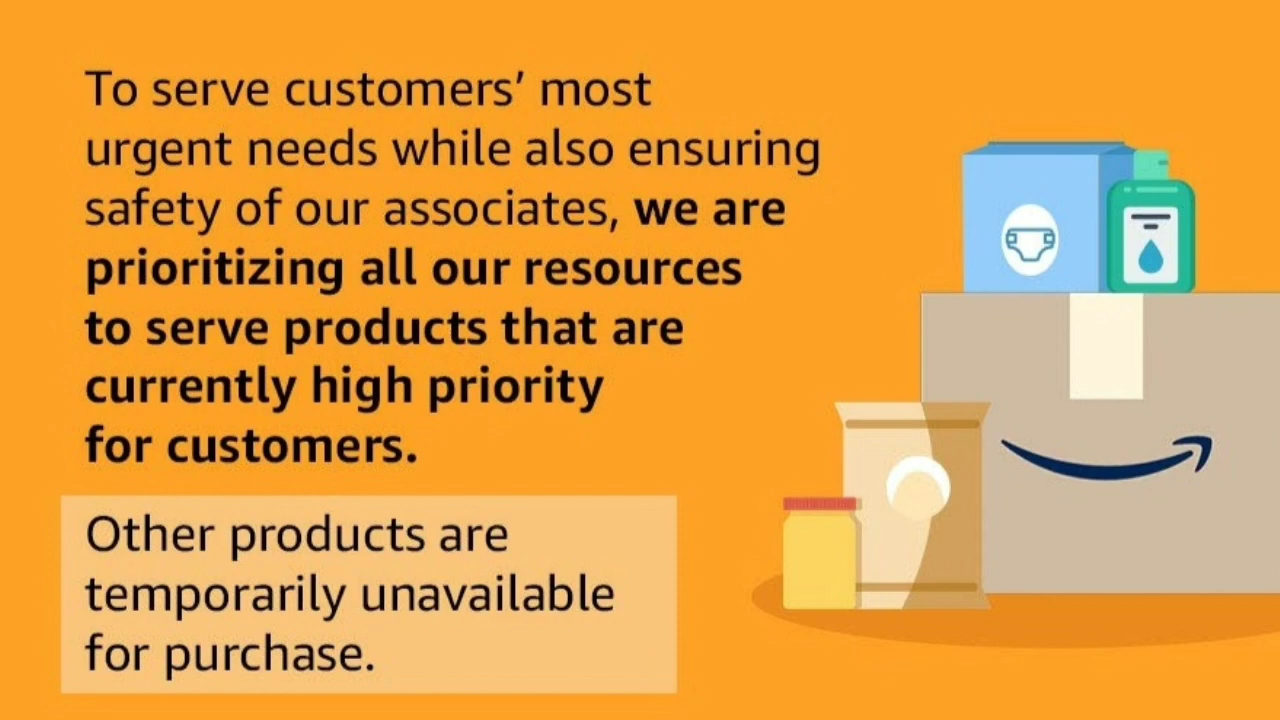 To serve customers’ most
urgent needs while also ensuring
safety of our associates, we are
prioritizing all our resources
to serve products that are
currently high priority
for customers.
Other products are
temporarily unavailable
for purchase.